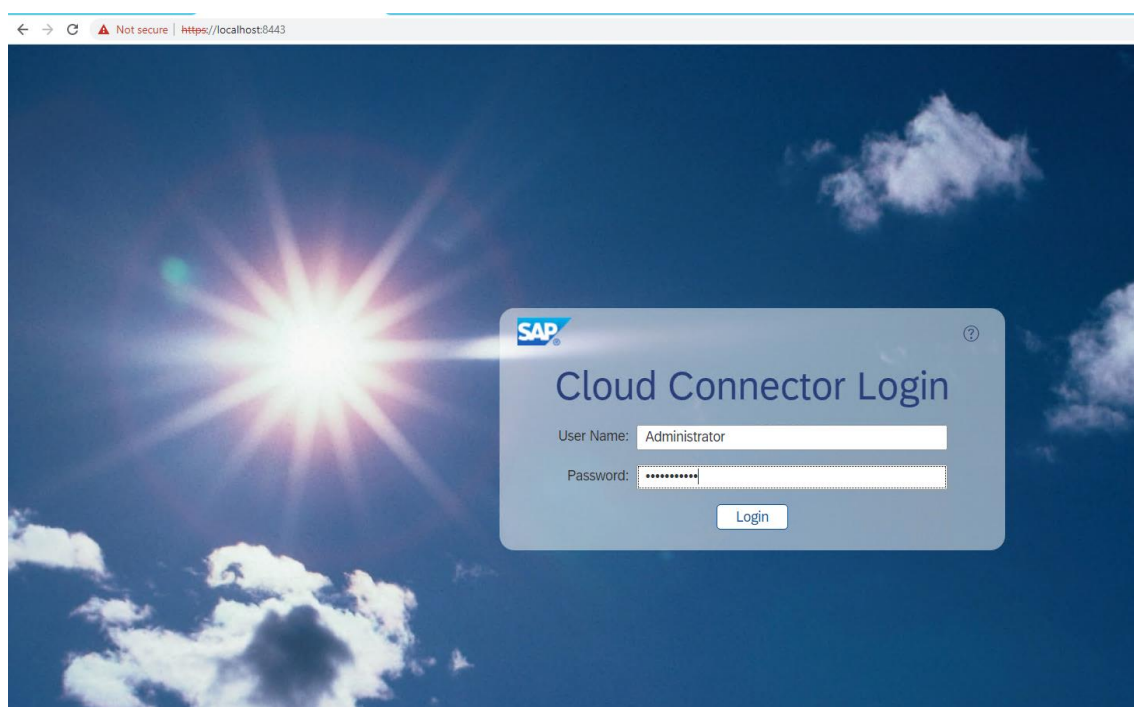 Not secure | https://localhost:8443
SAP
Cloud Connector Login
User Name: Administrator
Password: •••••••••••
Login